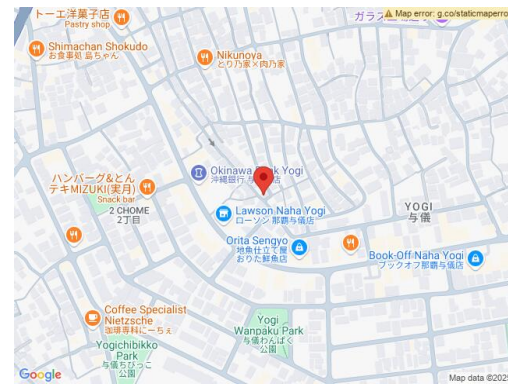 トーエ洋菓子店
Pastry shop
ガラス
Map error: g.co/staticmaperro
Shimachan Shokudo
お食事処 島ちゃん
Nikunoya
とり乃家×肉乃家
Okinawa
k Yogi
沖縄銀行 与
店
ハンバーグ&とん
テキMIZUKI(実月)
Snack bar
2 CHOME
2丁目
Lawson Naha Yogi
ローソン 那覇与儀店
YOGI
与儀
Orita Sengyo
地魚仕立て屋
おりた鮮魚店
Book-Off Naha Yogi
ブックオフ那覇与儀店
Coffee Specialist
Nietzsche
珈琲専科にーちぇ
Yogi
Wanpaku Park
与儀わんぱく
公園
Yogichibikko
Park
与儀ちびっこ
公園
Google
Map data ©2025